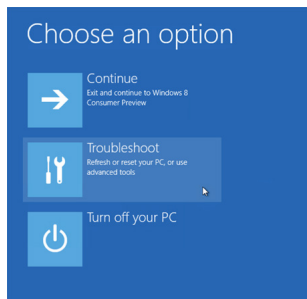 Choose an option
Continue
Exit and continue to Windows 8
Consumer Preview
Troubleshoot
Refresh or reset your PC, or use
advanced tools
Turn off your PC